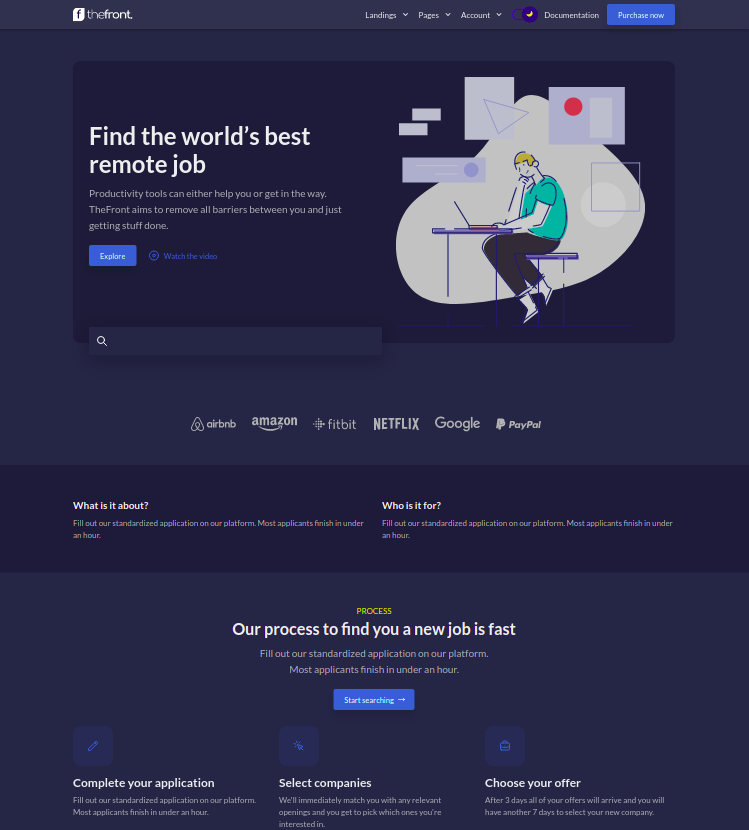 thefront.
Landings Pages Account Documentation Purchase now
Find the world's best
remote job
Productivity tools can either help you or get in the way.
TheFront aims to remove all barriers between you and just
getting stuff done.
Explore Watch the video
airbnb amazon fitbit NETFLIX Google PayPal
What is it about?
Fill out our standardized application on our platform. Most applicants finish in under
an hour.
Who is it for?
Fill out our standardized application on our platform. Most applicants finish in under
an hour.
PROCESS
Our process to find you a new job is fast
Fill out our standardized application on our platform.
Most applicants finish in under an hour.
Start searching →
Complete your application
Fill out our standardized application on our platform.
Most applicants finish in under an hour.
Select companies
We'll immediately match you with any relevant
openings and you get to pick which ones you're
interested in.
Choose your offer
After 3 days all of your offers will arrive and you will
have another 7 days to select your new company.